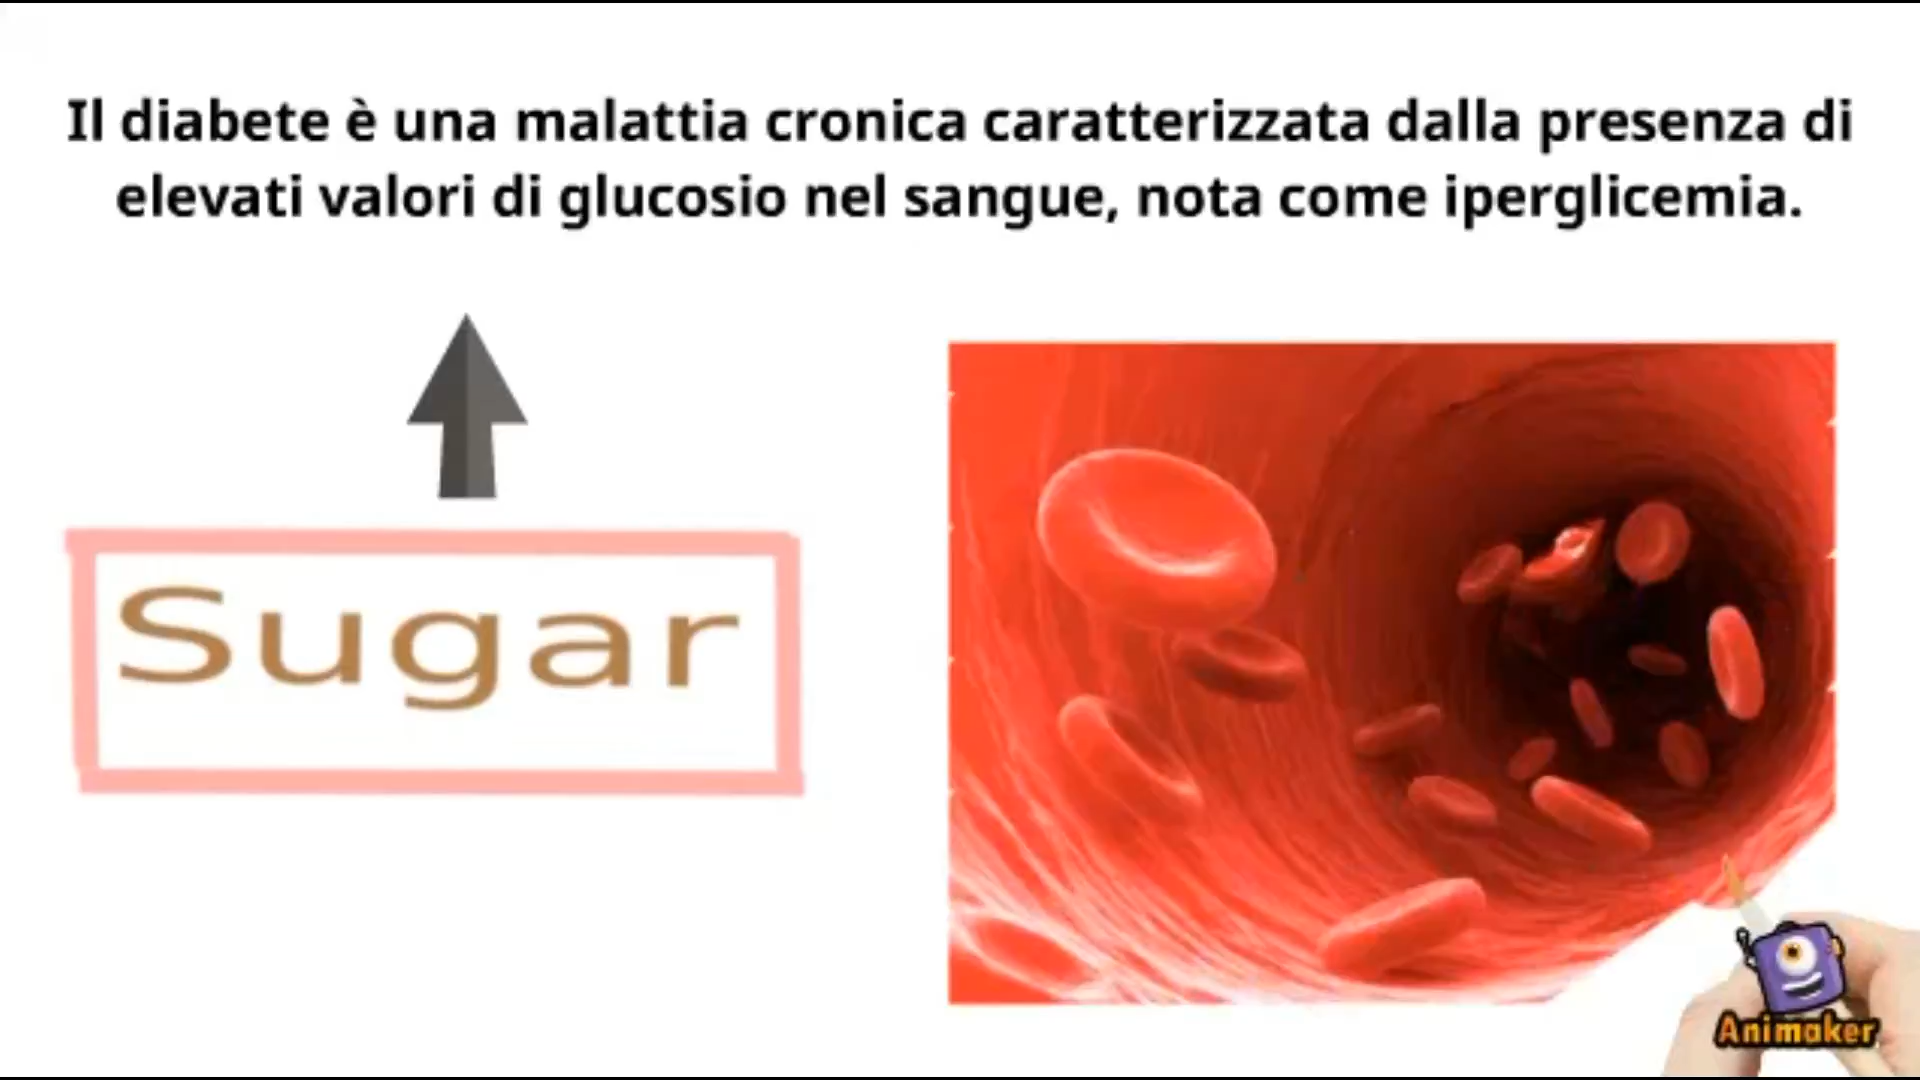 Il diabete è una malattia cronica caratterizzata dalla presenza di
elevati valori di glucosio nel sangue, nota come iperglicemia.
Sugar
Animaker